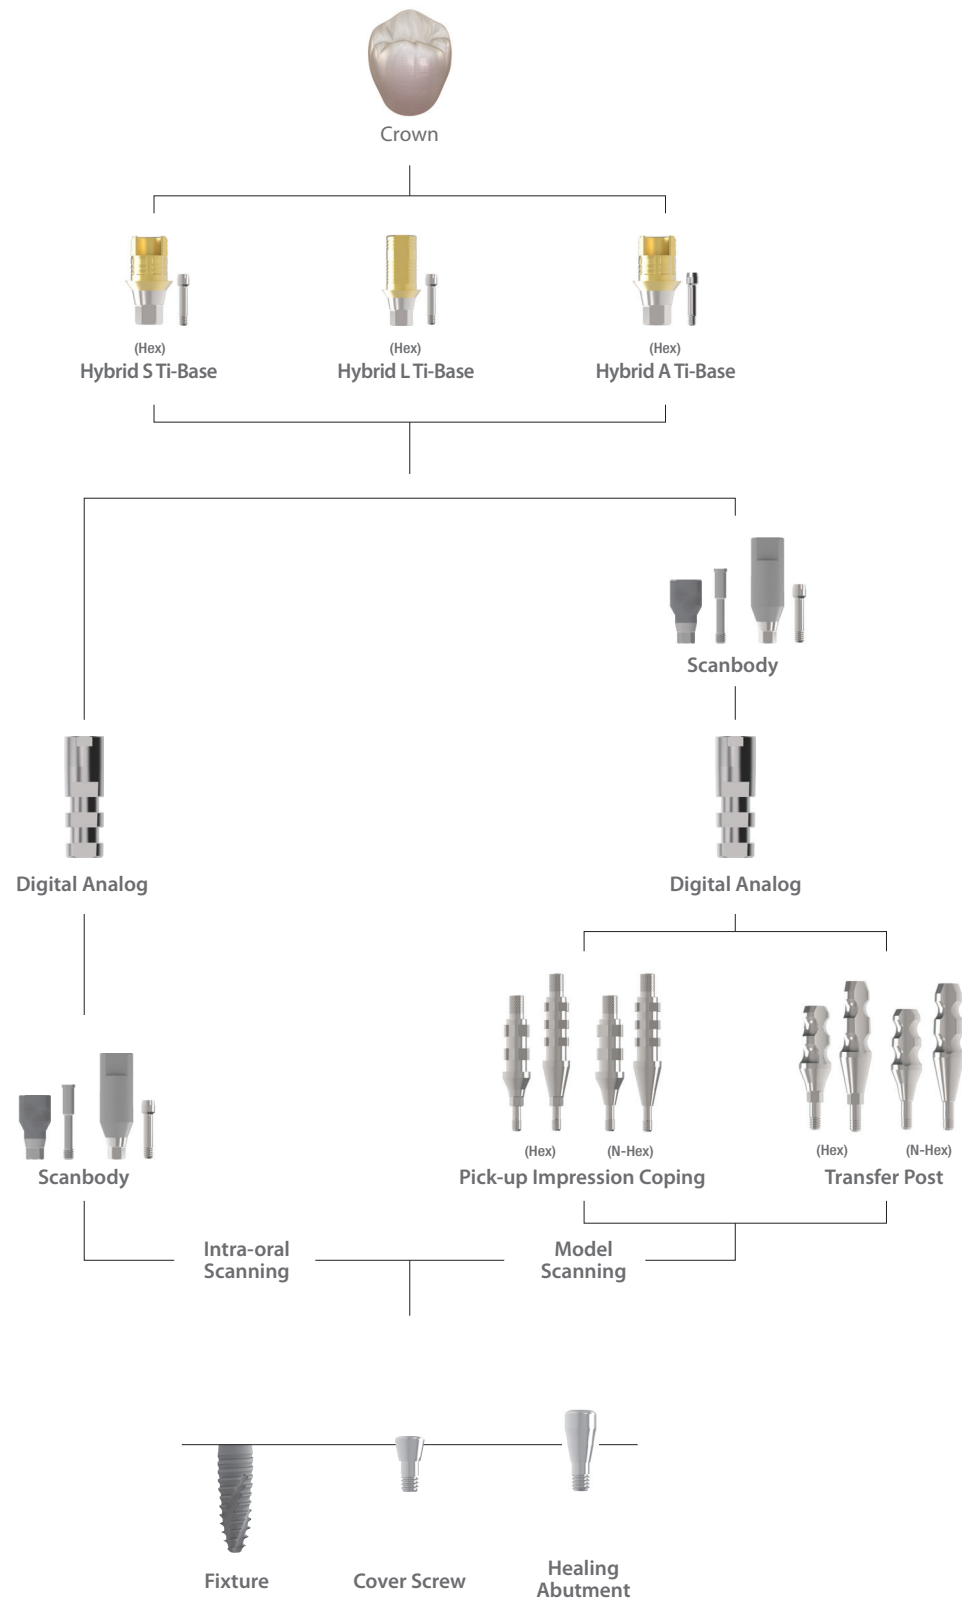 Crown
(Hex)
Hybrid S Ti-Base
(Hex)
Hybrid L Ti-Base
(Hex)
Hybrid A Ti-Base
Scanbody
Digital Analog
Digital Analog
Scanbody
(Hex)
(N-Hex)
Pick-up Impression Coping
(Hex)
(N-Hex)
Transfer Post
Intra-oral
Scanning
Model
Scanning
Fixture
Cover Screw
Healing
Abutment